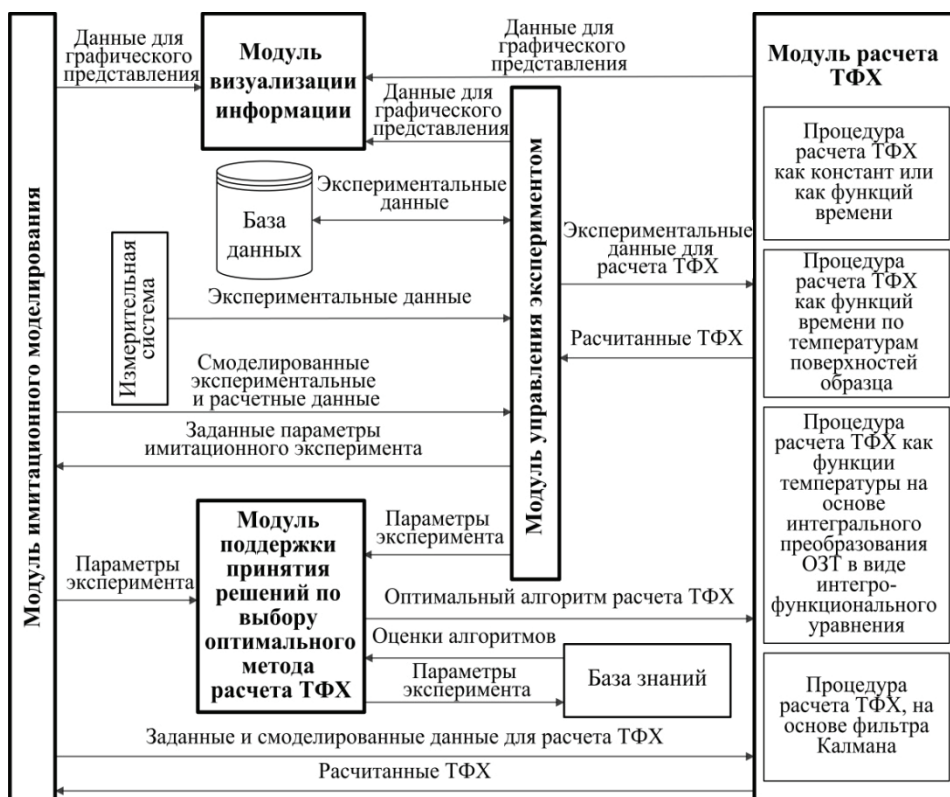 Модуль имитационного моделирования
Данные для
графического
представления
Модуль
визуализации
информации
Данные для
графического
представления
Данные для
графического
представления
Экспериментальные
данные
База
данных
Измерительная
система
Экспериментальные данные
Смоделированные
экспериментальные
и расчетные данные
Заданные параметры
имитационного эксперимента
Модуль управления экспериментом
Экспериментальные
данные для
расчета ТФХ
Расчитанные ТФХ
Параметры
эксперимента
Модуль
поддержки
принятия
решений по
выбору
оптимального
метода
расчета ТФХ
Параметры
эксперимента
Оптимальный алгоритм расчета ТФХ
Оценки алгоритмов
Параметры
эксперимента
База знаний
Заданные и смоделированные данные для расчета ТФХ
Расчитанные ТФХ
Модуль расчета
ТФХ
Процедура
расчета ТФХ
как констант или
как функций
времени
Процедура
расчета ТФХ
как функций
времени по
температурам
поверхностей
образца
Процедура
расчета ТФХ как
функции
температуры на
основе
интегрального
преобразования
ОЗТ в виде
интегро-
функционального
уравнения
Процедура
расчета ТФХ, на
основе фильтра
Калмана